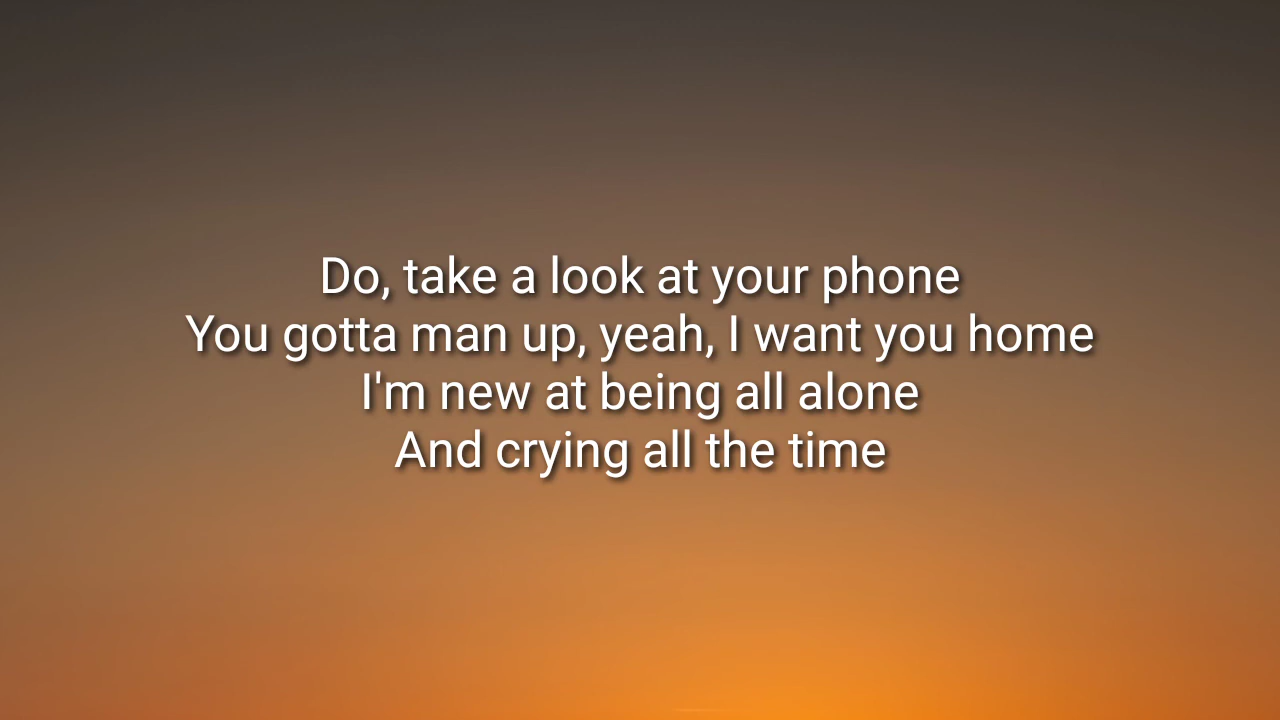 Do, take a look at your phone
You gotta man up, yeah, I want you home
I'm new at being all alone
And crying all the time